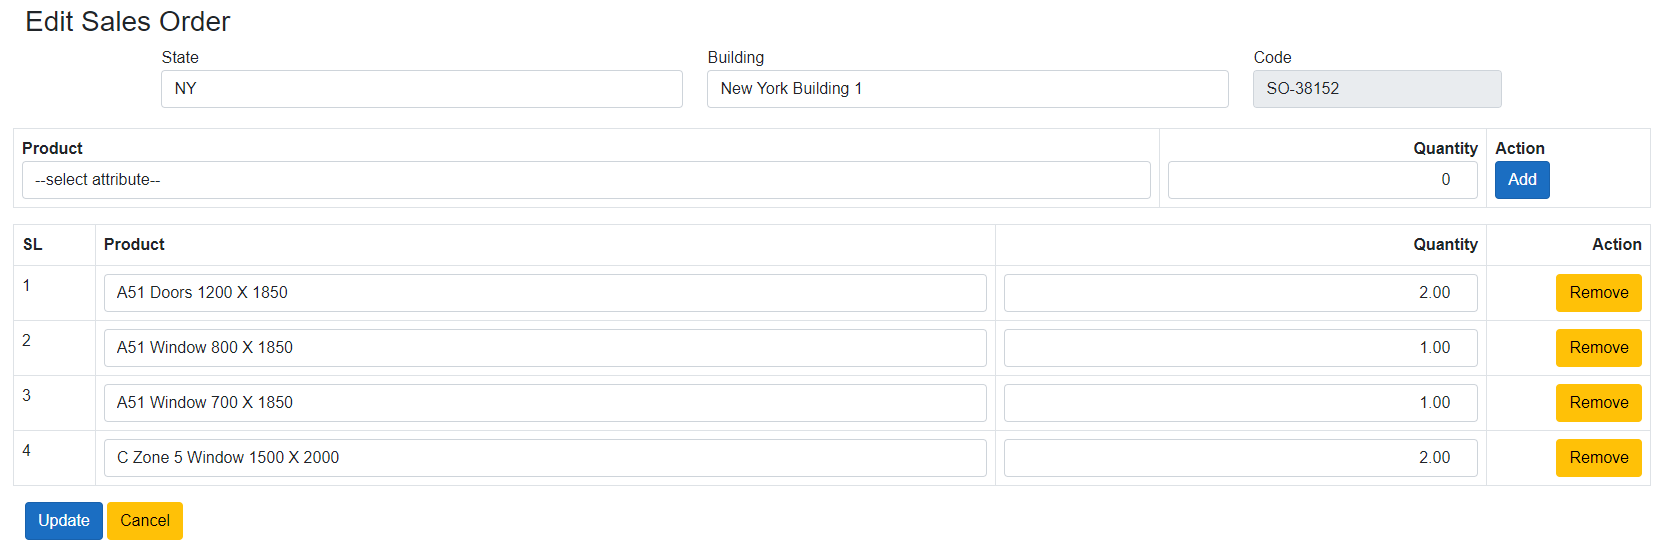 Edit Sales Order
State Building Code
NY New York Building 1 SO-38152
Product Quantity Action
--select attribute-- 0 Add
SL Product Quantity Action
1 A51 Doors 1200 X 1850 2.00 Remove
2 A51 Window 800 X 1850 1.00 Remove
3 A51 Window 700 X 1850 1.00 Remove
4 C Zone 5 Window 1500 X 2000 2.00 Remove
Update Cancel